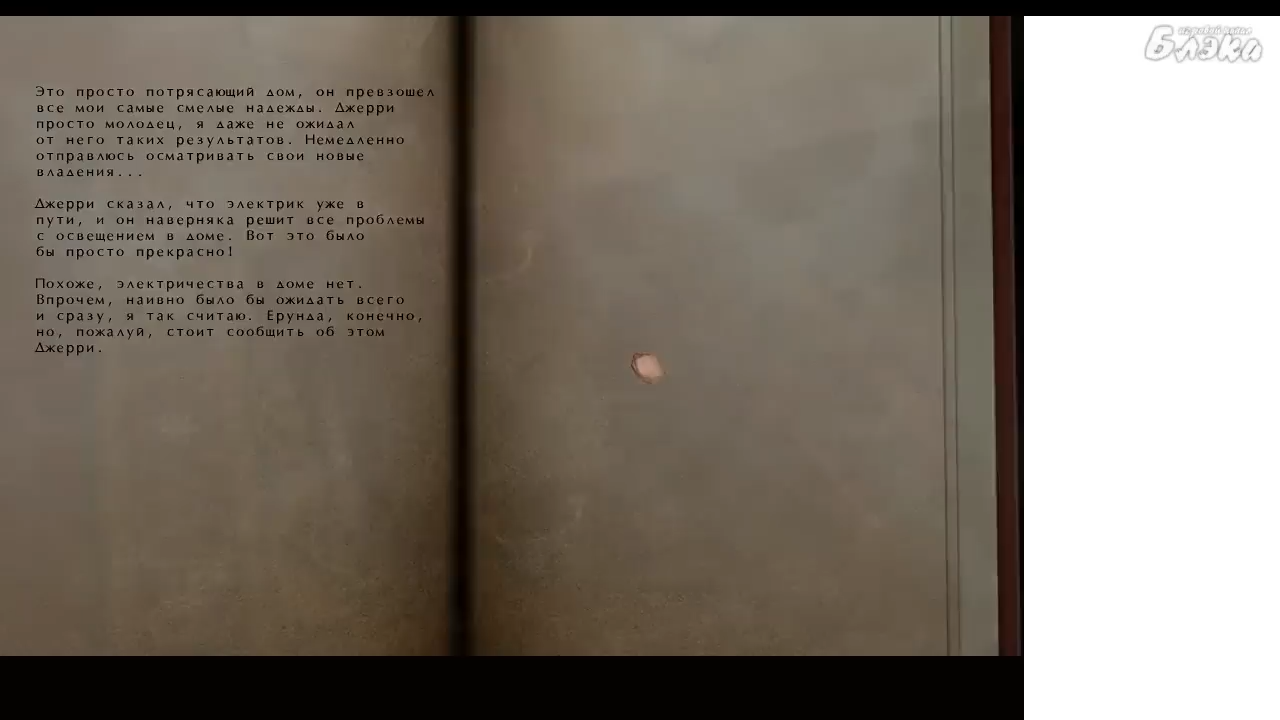 игровой канал
Блэка
Это просто потрясающий дом, он превзошел
все мои самые смелые надежды. Джерри
просто молодец, я даже не ожидал
от него таких результатов. Немедленно
отправлюсь осматривать свои новые
владения...
Джерри сказал, что электрик уже в
пути, и он наверняка решит все проблемы
с освещением в доме. Вот это было
бы просто прекрасно!
Похоже, электричества в доме нет.
Впрочем, наивно было бы ожидать всего
и сразу, я так считаю. Ерунда, конечно,
но, пожалуй, стоит сообщить об этом
Джерри.